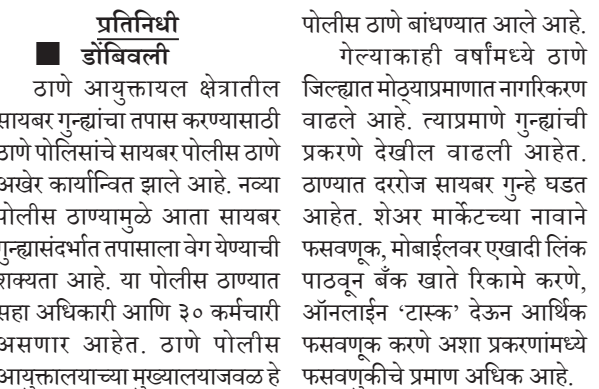 प्रतिनिधी
डोंबिवली
ठाणे आयुक्तायल क्षेत्रातील
सायबर गुन्ह्यांचा तपास करण्यासाठी
ठाणे पोलिसांचे सायबर पोलीस ठाणे
अखेर कार्यान्वित झाले आहे. नव्या
पोलीस ठाण्यामुळे आता सायबर
गुन्ह्यासंदर्भात तपासाला वेग येण्याची
शक्यता आहे. या पोलीस ठाण्यात
सहा अधिकारी आणि ३० कर्मचारी
असणार आहेत. ठाणे पोलीस
आयुक्तालयाच्या मुख्यालयाजवळ हे
पोलीस ठाणे बांधण्यात आले आहे.
गेल्याकाही वर्षांमध्ये ठाणे
जिल्ह्यात मोठ्याप्रमाणात नागरिकरण
वाढले आहे. त्याप्रमाणे गुन्ह्यांची
प्रकरणे देखील वाढली आहेत.
ठाण्यात दररोज सायबर गुन्हे घडत
आहेत. शेअर मार्केटच्या नावाने
फसवणूक, मोबाईलवर एखादी लिंक
पाठवून बँक खाते रिकामे करणे,
ऑनलाईन ‘टास्क’ देऊन आर्थिक
फसवणूक करणे अशा प्रकरणांमध्ये
फसवणुकीचे प्रमाण अधिक आहे.